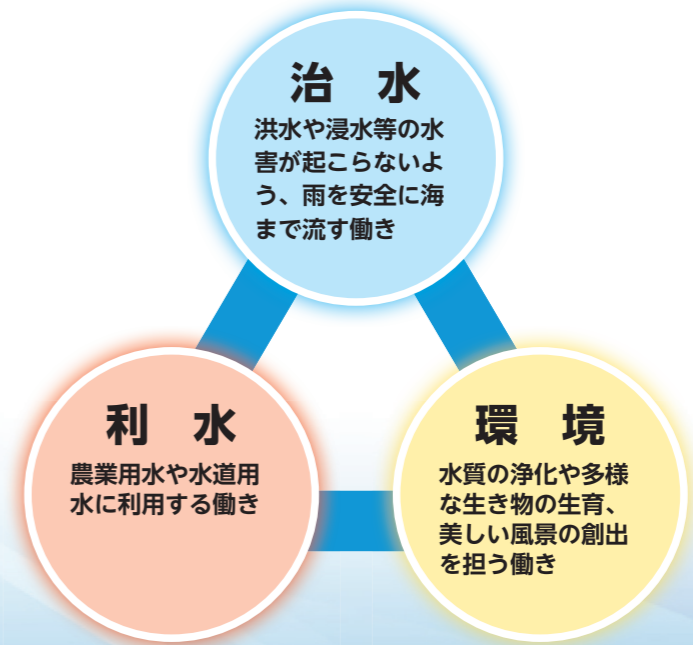 治 水
洪水や浸水等の水
害が起こらないよ
う、雨を安全に海
まで流す働き
利 水
農業用水や水道用
水に利用する働き
環 境
水質の浄化や多様
な生き物の生育、
美しい風景の創出
を担う働き